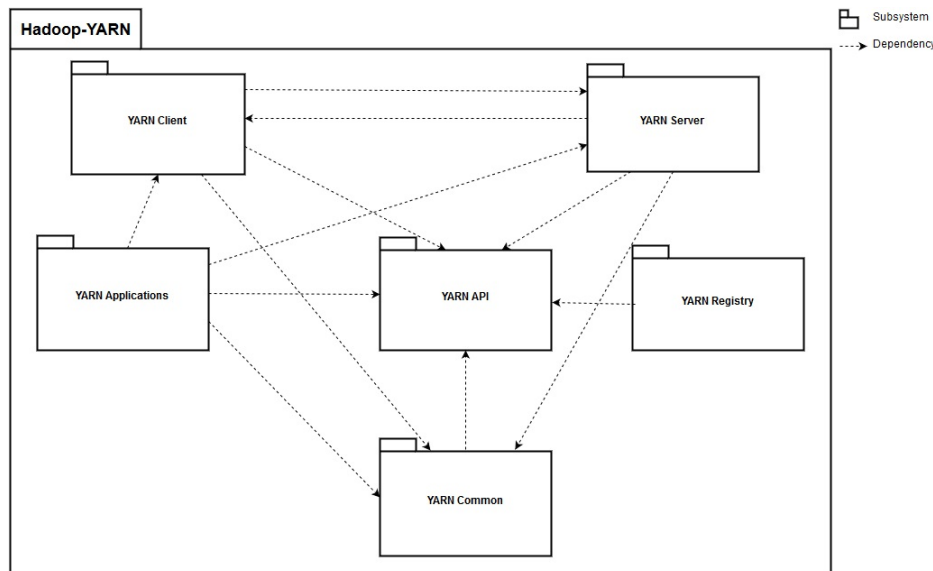 Hadoop-YARN
Subsystem
Dependency
YARN Client
YARN Server
YARN Applications
YARN API
YARN Registry
YARN Common